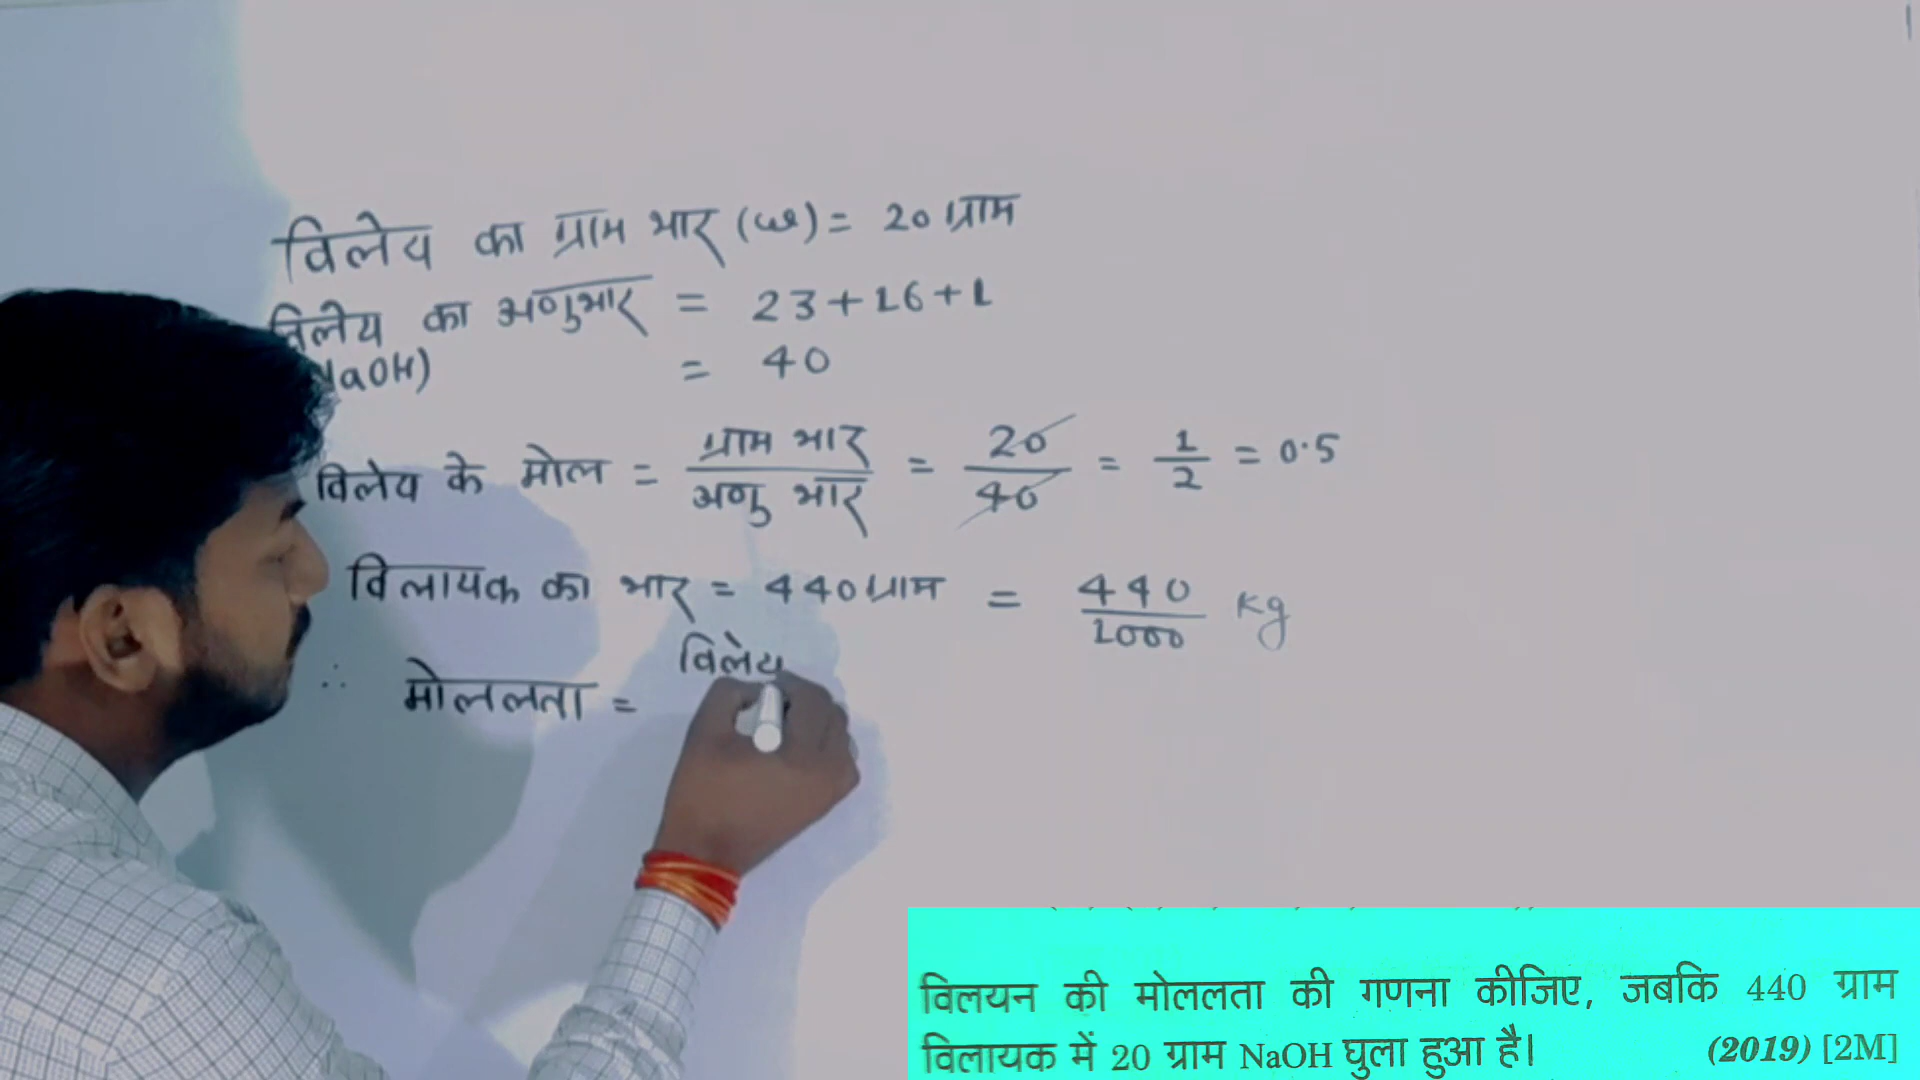 विलेय का ग्राम भार (w) = 20 ग्राम
विलेय का अणुभार = 23+16+1
NaOH) = 40
विलेय के मोल = ग्राम भार / अणु भार = 20 / 40 = 1 / 2 = 0.5
विलायक का भार = 440 ग्राम = 440 / 1000 Kg
∴ मोललता = विलेय
विलयन की मोललता की गणना कीजिए, जबकि 440 ग्राम
विलायक में 20 ग्राम NaOH घुला हुआ है। (2019) [2M]